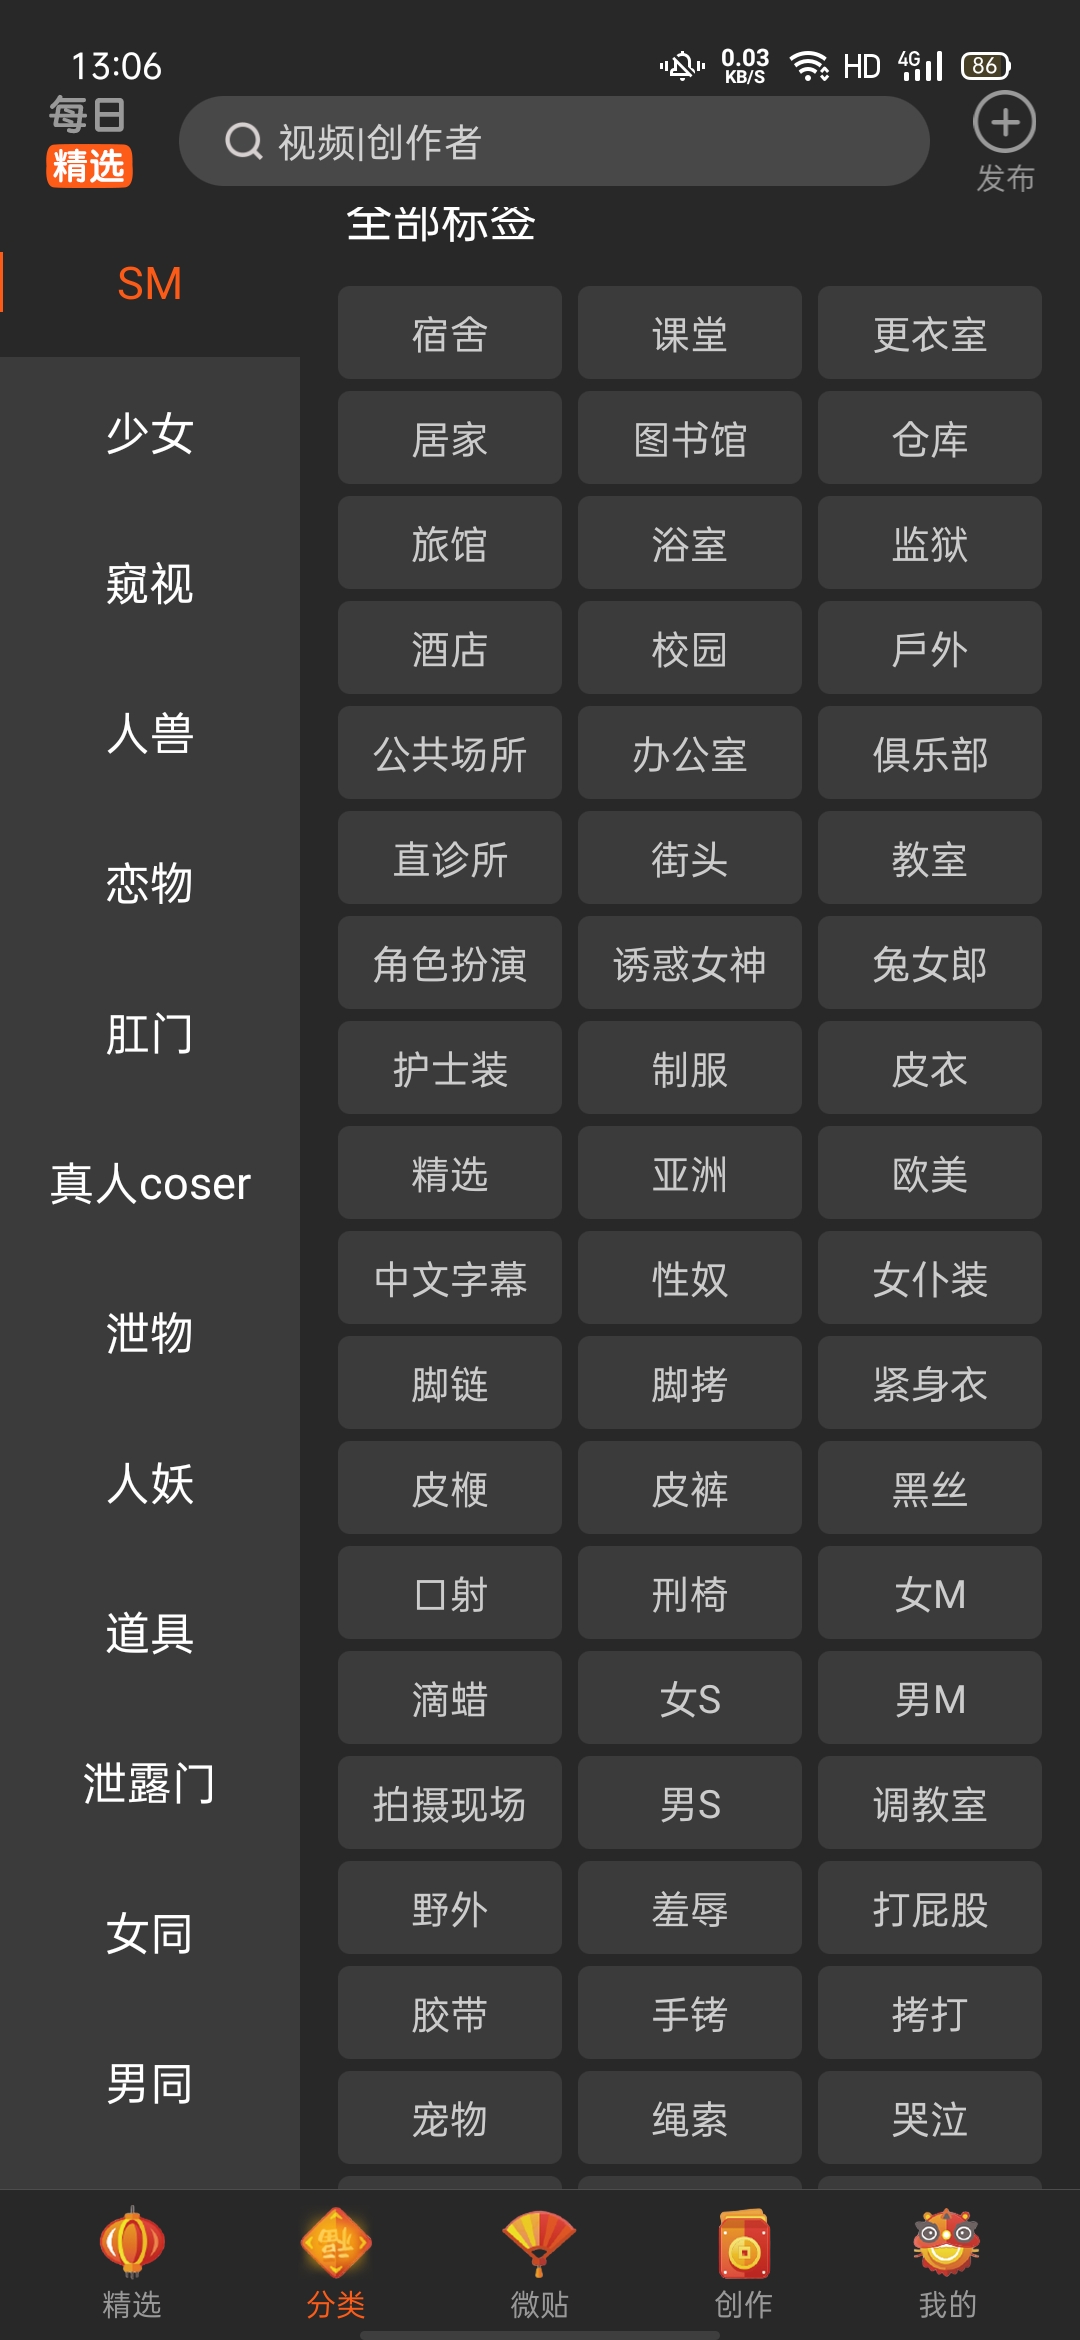 13:06 0.03 KB/S HD 4G 86
每日
精选
视频|创作者
发布
全部标签
SM
少女
窥视
人兽
恋物
肛门
真人coser
泄物
人妖
道具
泄露门
女同
男同
宿舍 课堂 更衣室
居家 图书馆 仓库
旅馆 浴室 监狱
酒店 校园 戶外
公共场所 办公室 俱乐部
直诊所 街头 教室
角色扮演 诱惑女神 兔女郎
护士装 制服 皮衣
精选 亚洲 欧美
中文字幕 性奴 女仆装
脚链 脚拷 紧身衣
皮梗 皮裤 黑丝
口射 刑椅 女M
滴蜡 女S 男M
拍摄现场 男S 调教室
野外 羞辱 打屁股
胶带 手铐 拷打
宠物 绳索 哭泣
精选 分类 微贴 创作 我的